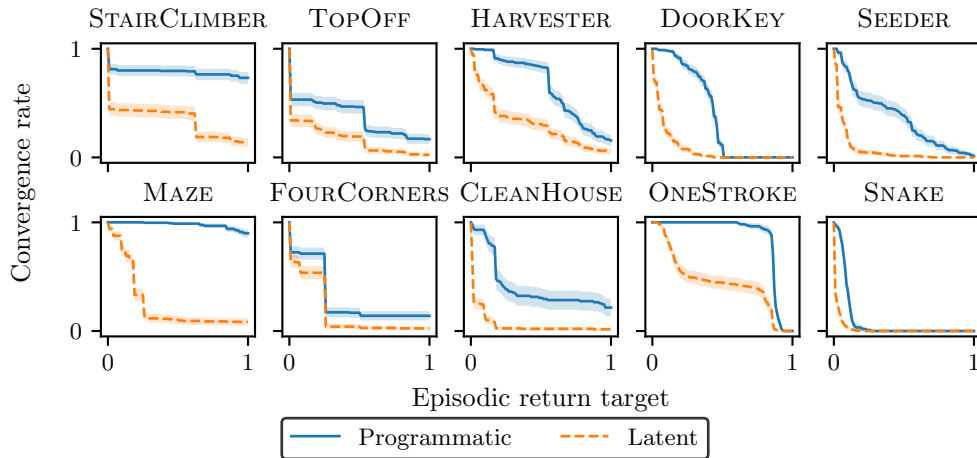 STAIRCLIMBER TOPOFF HARVESTER DOORKEY SEEDER
1
0
MAZE FOURCORNERS CLEANHOUSE ONESTROKE SNAKE
1
0
0 1 0 1 0 1 0 1 0 1
Convergence rate
Episodic return target
Programmatic Latent